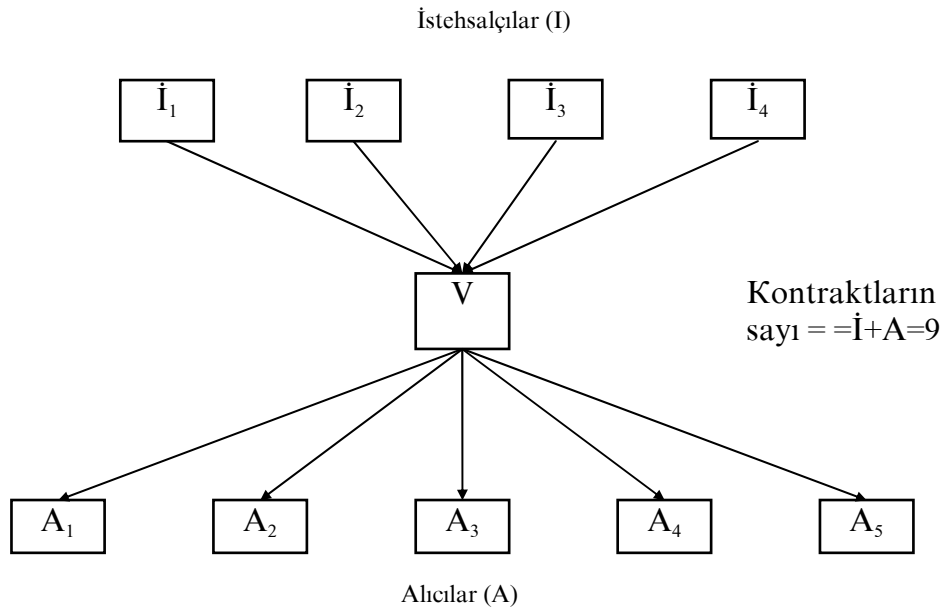 İstehsalçılar (I)
İ₁ İ₂ İ₃ İ₄
V
Kontraktların
sayı = =İ+A=9
A₁ A₂ A₃ A₄ A₅
Alıcılar (A)